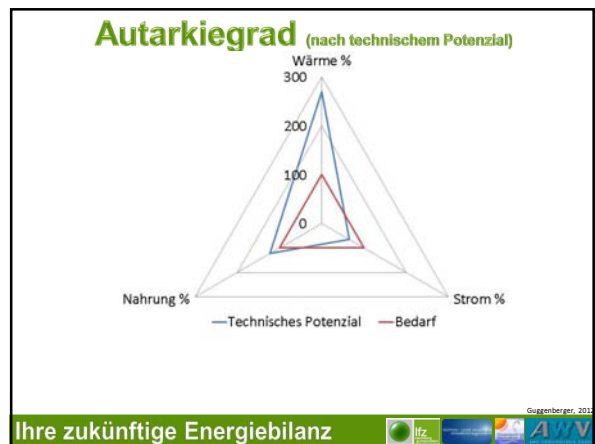 Autarkiegrad (nach technischem Potenzial)
Wärme %
300
200
100
0
Nahrung %
Strom %
Technisches Potenzial
Bedarf
Guggenberger, 2012
Ihre zukünftige Energiebilanz
lfz
AWV